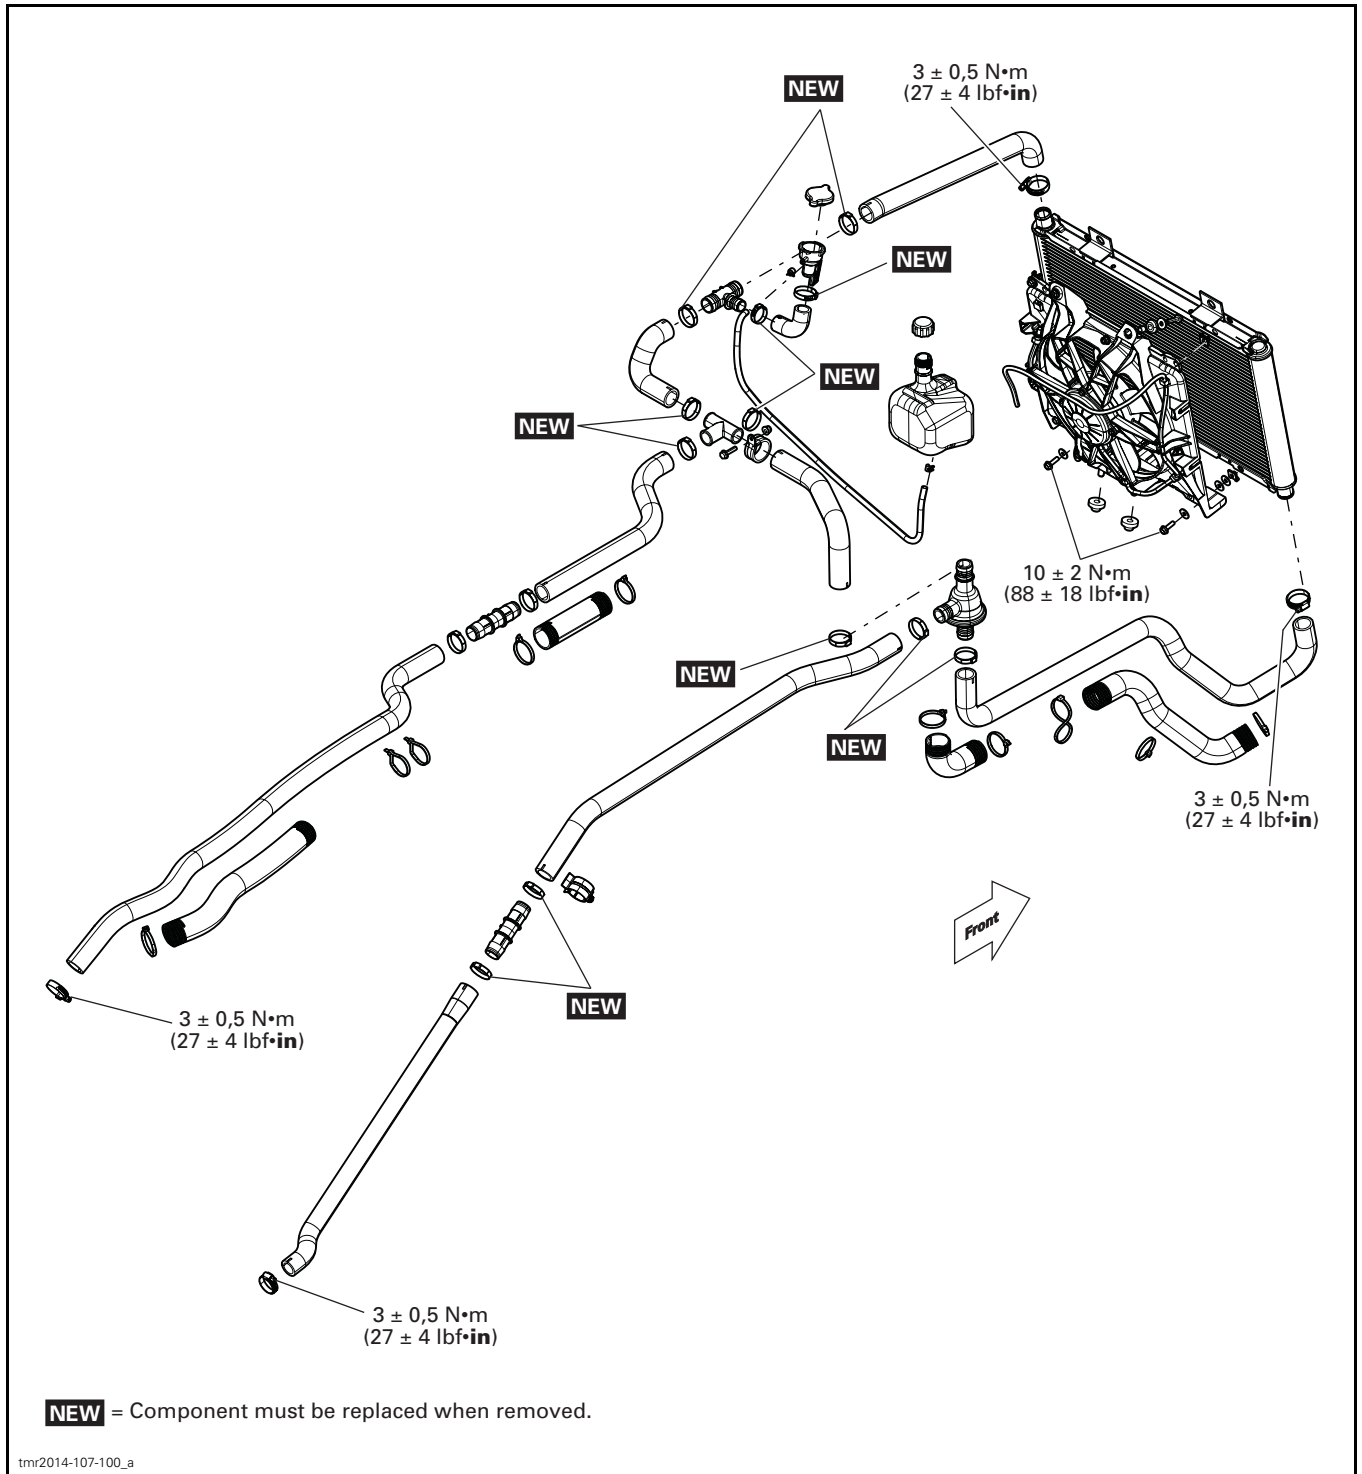 NEW
3 ± 0,5 N•m
(27 ± 4 lbf•in)
NEW
NEW
NEW
10 ± 2 N•m
(88 ± 18 lbf•in)
NEW
NEW
3 ± 0,5 N•m
(27 ± 4 lbf•in)
Front
NEW
3 ± 0,5 N•m
(27 ± 4 lbf•in)
3 ± 0,5 N•m
(27 ± 4 lbf•in)
NEW = Component must be replaced when removed.
tmr2014-107-100_a